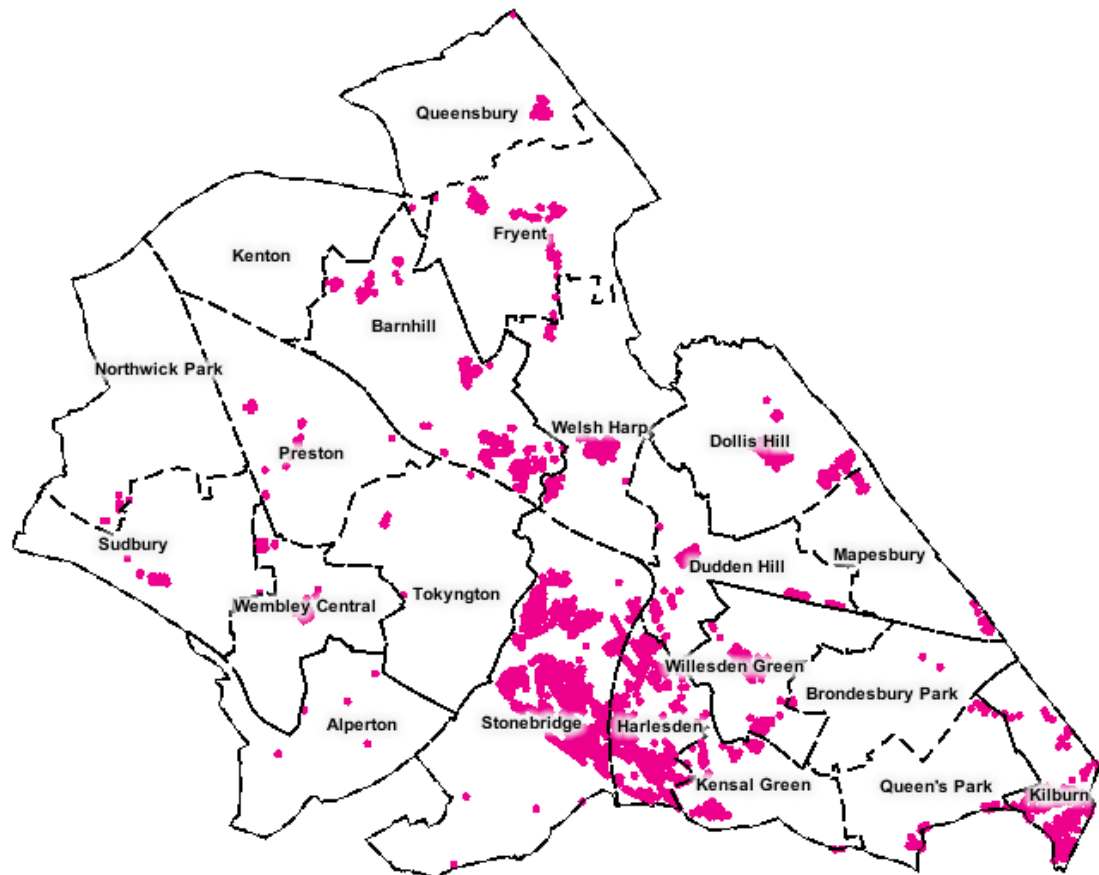 Queensbury
Fryent
Kenton
Barnhill
Northwick Park
Welsh Harp
Dollis Hill
Preston
Sudbury
Mapesbury
Dudden Hill
Tokyngton
Wembley Central
Willesden Green
Brondesbury Park
Alperton
Stonebridge
Harlesden
Kensal Green
Queen's Park
Kilburn